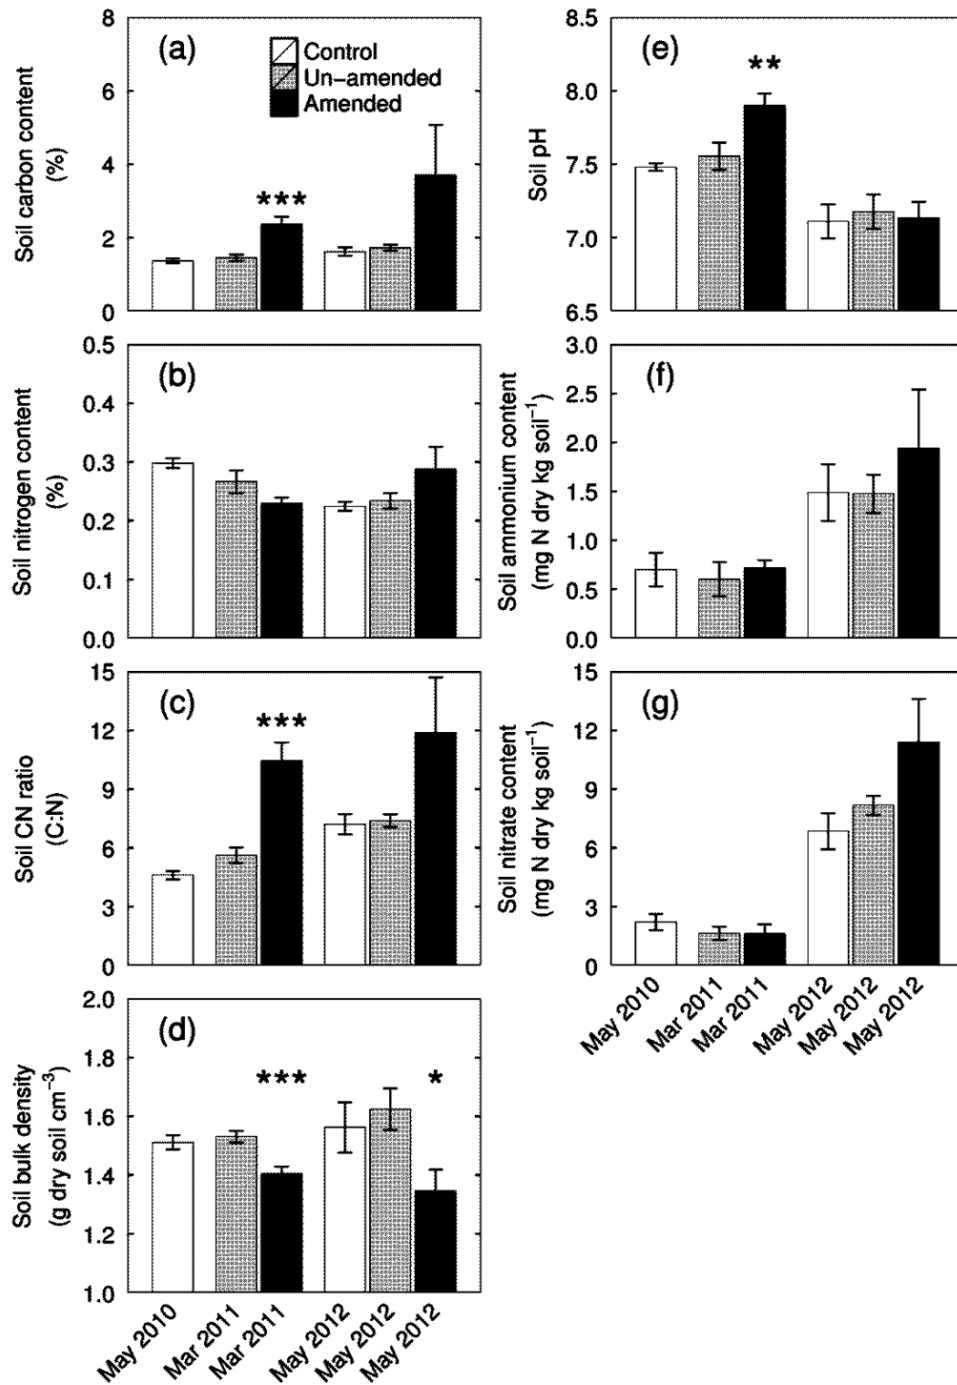 (a)
Control
Un-amended
Amended
***
Soil carbon content
(%)
8
6
4
2
0
(b)
Soil nitrogen content
(%)
0.5
0.4
0.3
0.2
0.1
0.0
(c)
***
Soil CN ratio
(C:N)
15
12
9
6
3
0
(d)
***
*
Soil bulk density
(g dry soil cm⁻³)
2.0
1.8
1.6
1.4
1.2
1.0
May 2010
Mar 2011
Mar 2011
May 2012
May 2012
May 2012
(e)
**
Soil pH
8.5
8.0
7.5
7.0
6.5
(f)
Soil ammonium content
(mg N dry kg soil⁻¹)
3.0
2.5
2.0
1.5
1.0
0.5
0.0
(g)
Soil nitrate content
(mg N dry kg soil⁻¹)
15
12
9
6
3
0
May 2010
Mar 2011
Mar 2011
May 2012
May 2012
May 2012